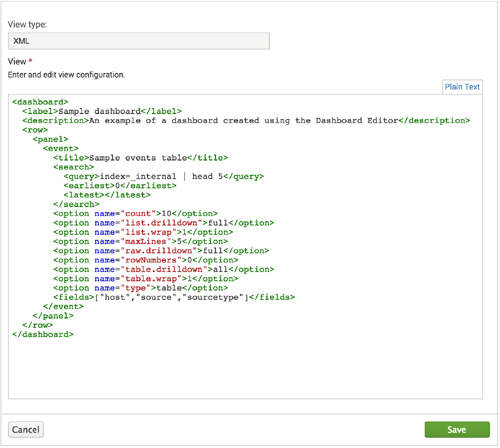 View type:
XML
View *
Enter and edit view configuration.
Plain Text
<dashboard>
<label>Sample dashboard</label>
<description>An example of a dashboard created using the Dashboard Editor</description>
<row>
<panel>
<event>
<title>Sample events table</title>
<search>
<query>index=_internal | head 5</query>
<earliest>0</earliest>
<latest></latest>
</search>
<option name="count">10</option>
<option name="list.drilldown">full</option>
<option name="list.wrap">1</option>
<option name="maxLines">5</option>
<option name="raw.drilldown">full</option>
<option name="rowNumbers">0</option>
<option name="table.drilldown">all</option>
<option name="table.wrap">1</option>
<option name="type">table</option>
<fields>["host","source","sourcetype"]</fields>
</event>
</panel>
</row>
</dashboard>
Cancel
Save